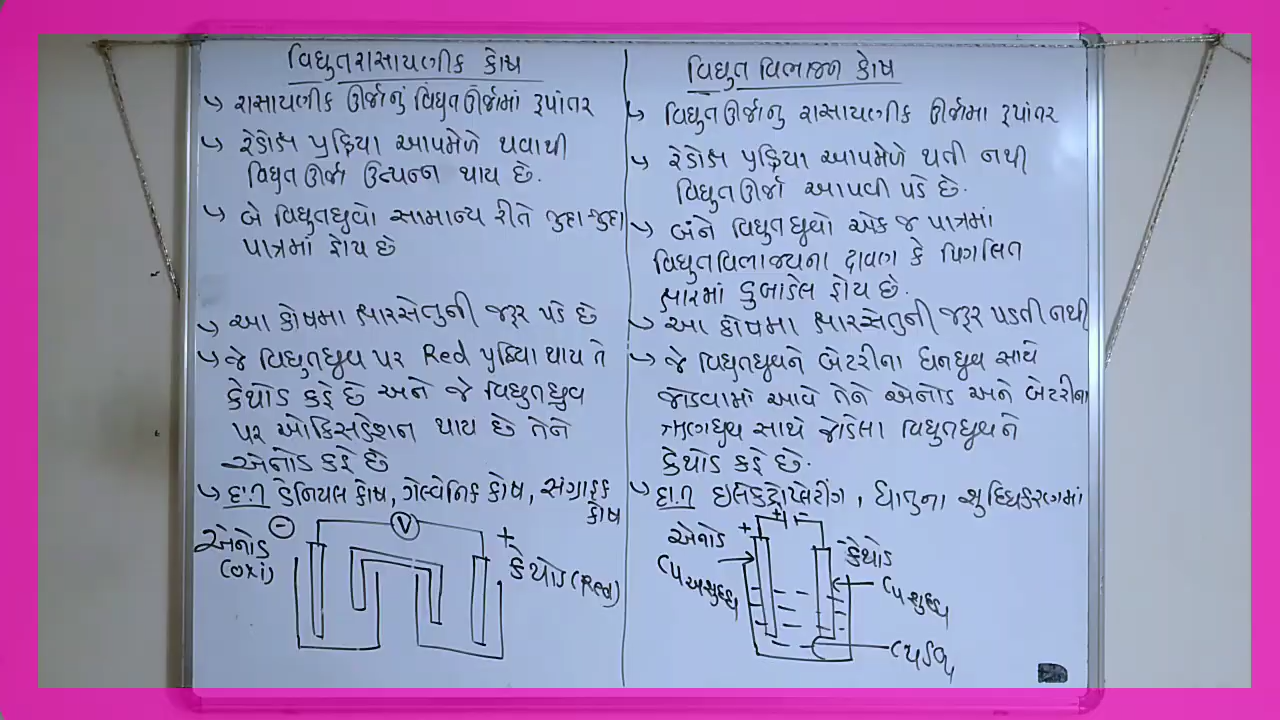 વિદ્યુતરાસાયણીક કોષ
રાસાયણીક ઊર્જાનું વિદ્યુતઊર્જામાં રૂપાંતર
રેડોક્ષ પ્રક્રિયા આપમેળે થવાથી
વિદ્યુતઊર્જા ઉત્પન્ન થાય છે.
બે વિદ્યુતધ્રુવો સામાન્ય રીતે જુદા-જુદા
પાત્રમાં હોય છે
આ કોષમા ક્ષારસેતુની જરૂર પડે છે
જે વિદ્યુતધ્રુવ પર Red પ્રક્રિયા થાય તે
કેથોડ કહે છે અને જે વિદ્યુતધ્રુવ
પર ઓક્સિડેશન થાય છે તેને
એનોડ કહે છે
દા.ત ડેનિયલ કોષ, ગેલ્વેનિક કોષ, સંગ્રાહક
કોષ
એનોડ
(oxi)
−
V
+
કેથોડ (Red)
વિદ્યુત વિભાજન કોષ
વિદ્યુતઊર્જાનુ રાસાયણીક ઊર્જામા રૂપાંતર
રેડોક્ષ પ્રક્રિયા આપમેળે થતી નથી
વિદ્યુતઊર્જા આપવી પડે છે.
બંને વિદ્યુતધ્રુવો એક જ પાત્રમાં
વિદ્યુતવિભાજ્યના દ્રાવણ કે પિગલિત
ક્ષારમાં ડુબાડેલ હોય છે.
આ કોષમા ક્ષારસેતુની જરૂર પડતી નથી
જે વિદ્યુતધ્રુવને બેટરીના ધનધ્રુવ સાથે
જોડવામાં આવે તેને એનોડ અને બેટરીના
ઋણધ્રુવ સાથે જોડેલા વિદ્યુતધ્રુવને
કેથોડ કહે છે.
દા.ત ઇલેક્ટ્રોપ્લેટીંગ, ધાતુના શુધ્ધિકરણમાં
+ −
એનોડ +
− કેથોડ
Cu અશુધ્ધ
Cu શુધ્ધ